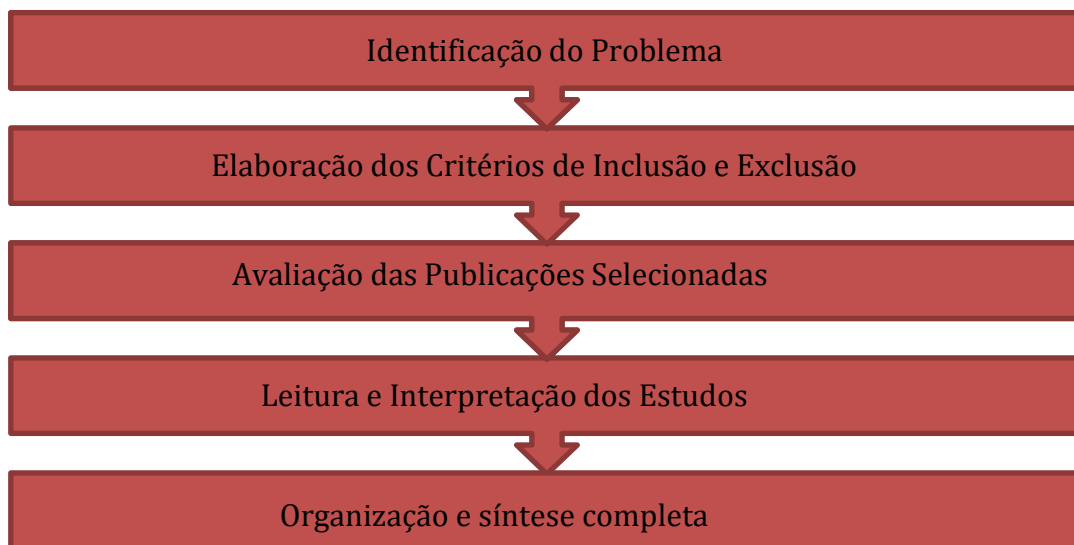 Identificação do Problema
Elaboração dos Critérios de Inclusão e Exclusão
Avaliação das Publicações Selecionadas
Leitura e Interpretação dos Estudos
Organização e síntese completa